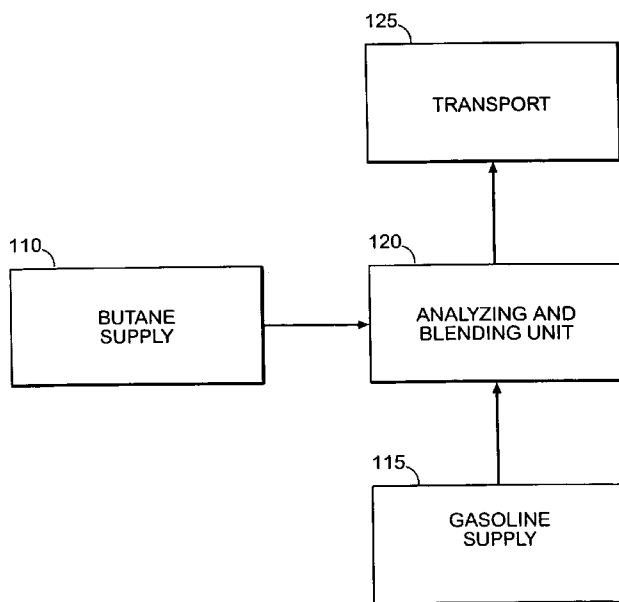 125
TRANSPORT
110
BUTANE
SUPPLY
120
ANALYZING AND
BLENDING UNIT
115
GASOLINE
SUPPLY